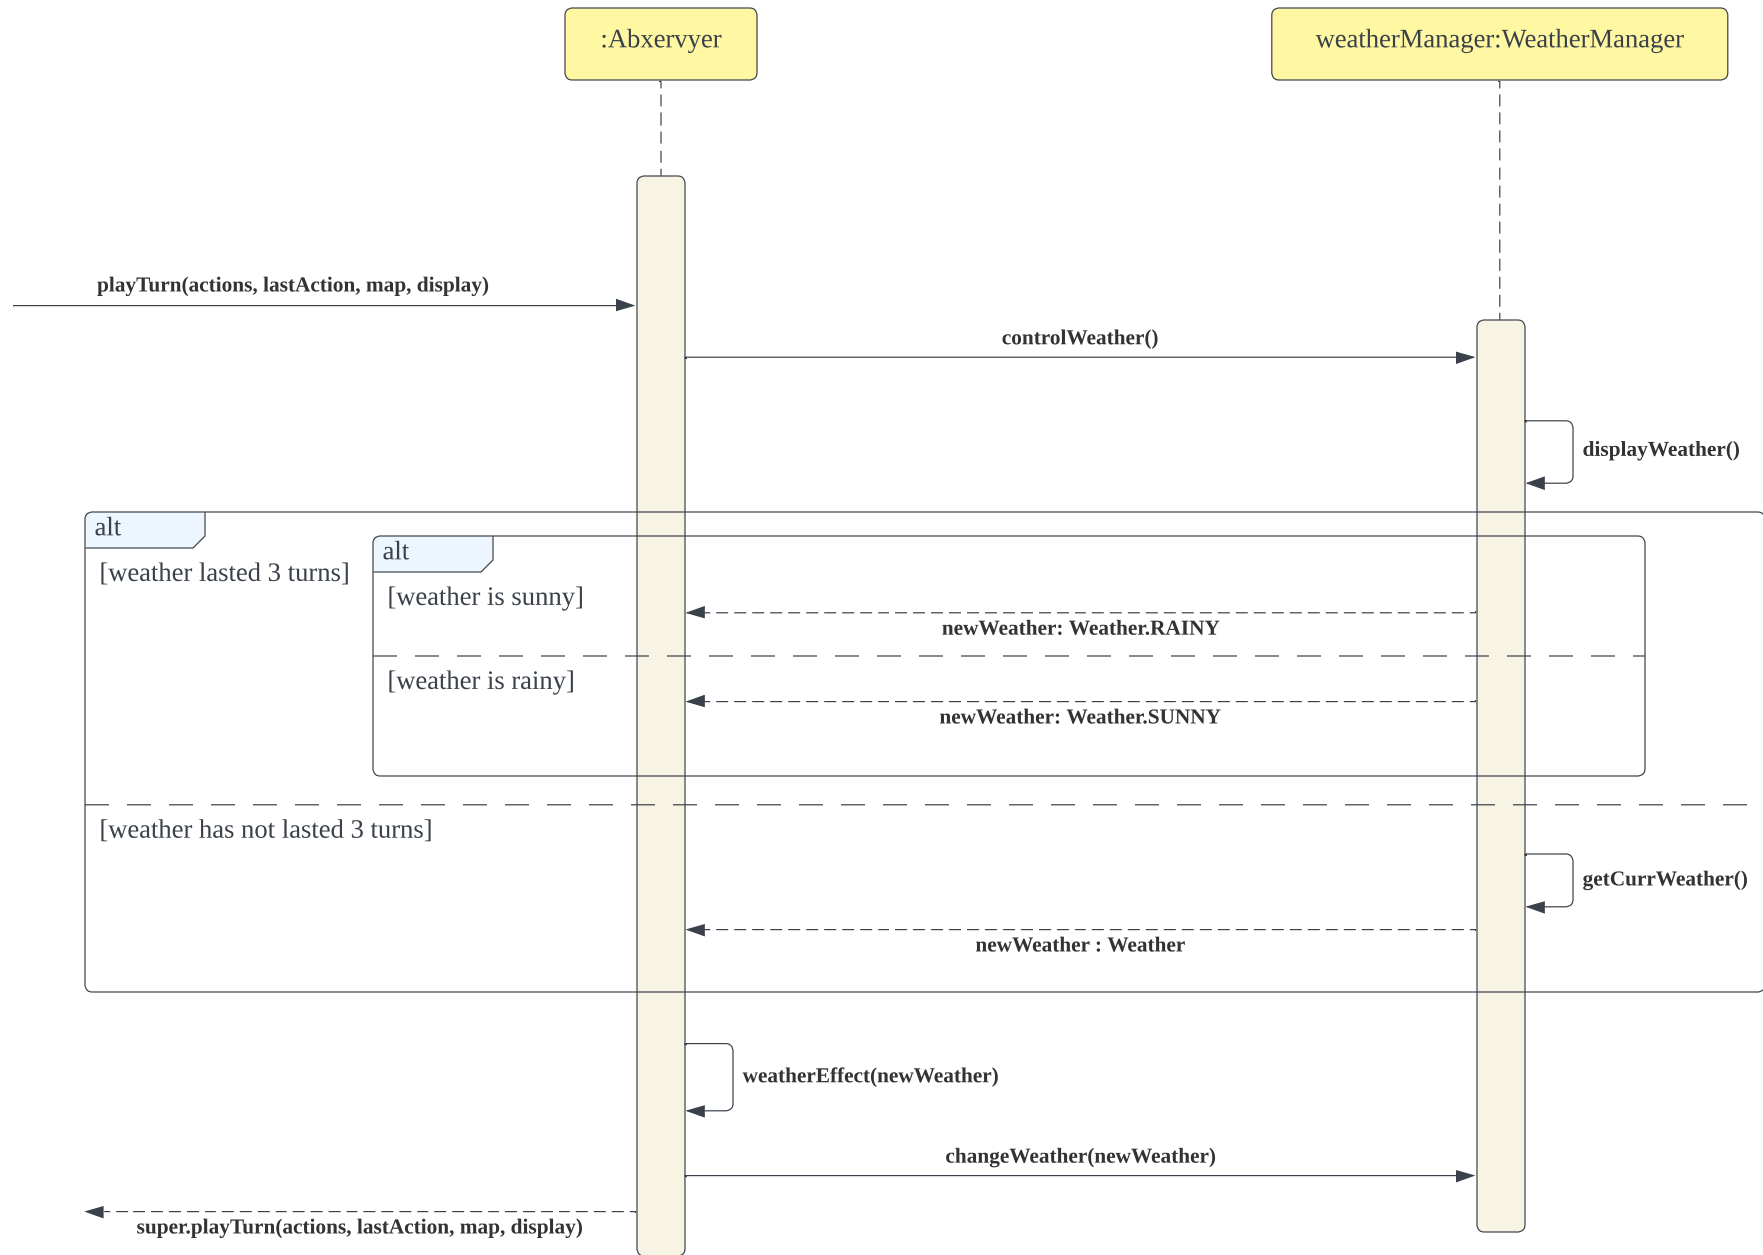 :Abxervyer
weatherManager:WeatherManager
playTurn(actions, lastAction, map, display)
controlWeather()
displayWeather()
alt
alt
[weather lasted 3 turns]
[weather is sunny]
newWeather: Weather.RAINY
[weather is rainy]
newWeather: Weather.SUNNY
[weather has not lasted 3 turns]
getCurrWeather()
newWeather : Weather
weatherEffect(newWeather)
changeWeather(newWeather)
super.playTurn(actions, lastAction, map, display)